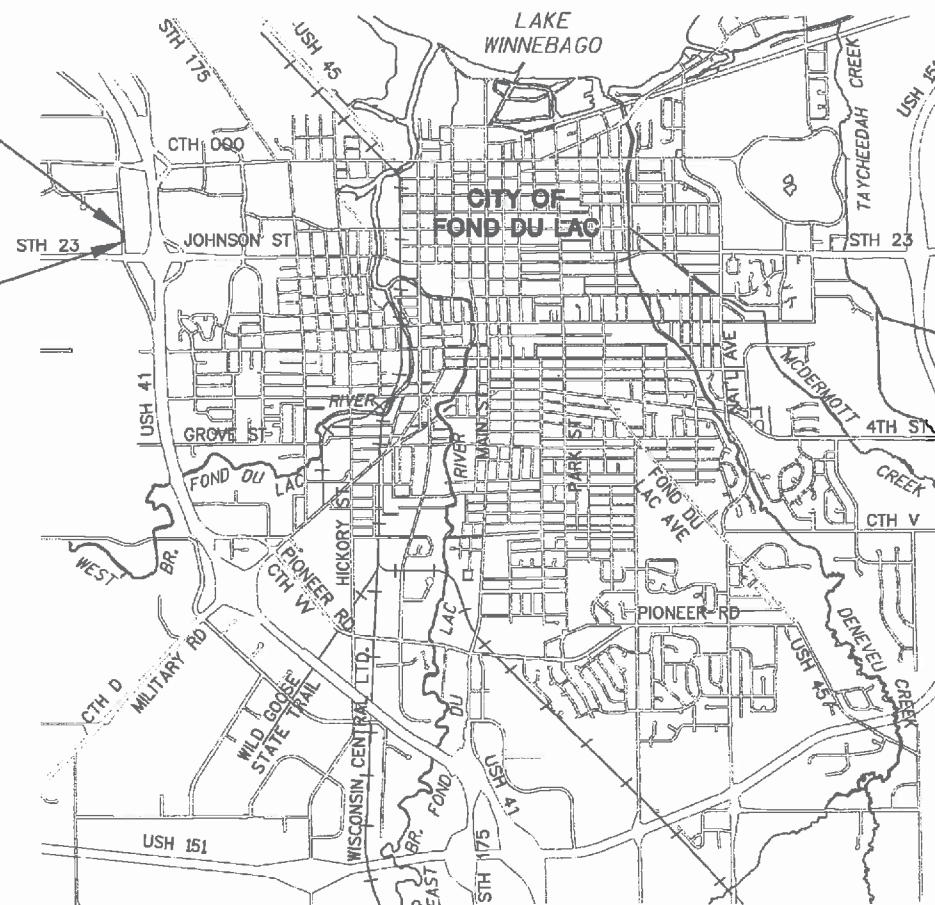 LAKE
WINNEBAGO
STH 175
USH 45
TAYCHEEDAH CREEK
USH 151
CTH OOO
CITY OF
FOND DU LAC
STH 23
JOHNSON ST
STH 23
USH 41
RIVER
GROVE ST
FOND DU LAC
RIVER
MAIN ST
PARK ST
NAT'L AVE
MCDERMOTT
CREEK
4TH ST
FOND DU
LAC AVE
CTH V
WEST BR.
HICKORY ST
PIONEER RD
CTH VV
PIONEER RD
CTH D
MILITARY RD
WILD GOOSE
STATE TRAIL
WISCONSIN CENTRAL LTD.
EAST BR. FOND DU LAC
USH 45
DENEVEU CREEK
USH 41
USH 151
STH 175